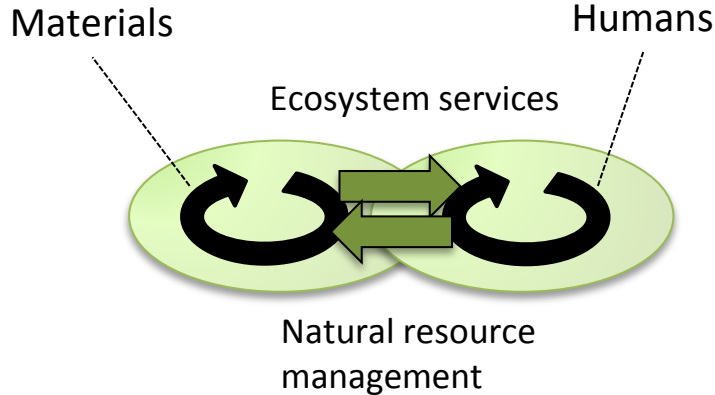 Materials
Humans
Ecosystem services
Natural resource
management